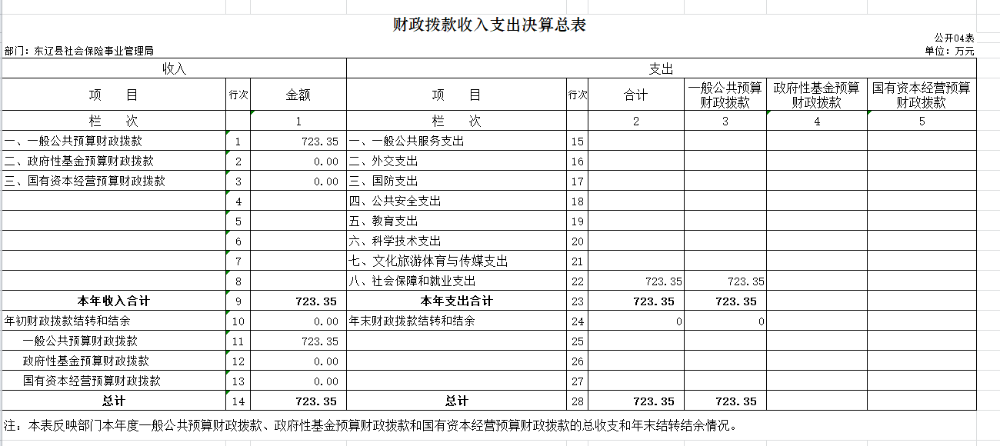 财政拨款收入支出决算总表
公开04表
部门：东辽县社会保险事业管理局 单位：万元
收入 支出
项 目 行次 金额 项 目 行次 合计 一般公共预算财政拨款 政府性基金预算财政拨款 国有资本经营预算财政拨款
栏 次 1 栏 次 2 3 4 5
一、一般公共预算财政拨款 1 723.35 一、一般公共服务支出 15
二、政府性基金预算财政拨款 2 0.00 二、外交支出 16
三、国有资本经营预算财政拨款 3 0.00 三、国防支出 17
4 四、公共安全支出 18
5 五、教育支出 19
6 六、科学技术支出 20
7 七、文化旅游体育与传媒支出 21
8 八、社会保障和就业支出 22 723.35 723.35
本年收入合计 9 723.35 本年支出合计 23 723.35 723.35
年初财政拨款结转和结余 10 0.00 年末财政拨款结转和结余 24 0 0
一般公共预算财政拨款 11 723.35 25
政府性基金预算财政拨款 12 0.00 26
国有资本经营预算财政拨款 13 0.00 27
总计 14 723.35 总计 28 723.35 723.35
注：本表反映部门本年度一般公共预算财政拨款、政府性基金预算财政拨款和国有资本经营预算财政拨款的总收支和年末结转结余情况。